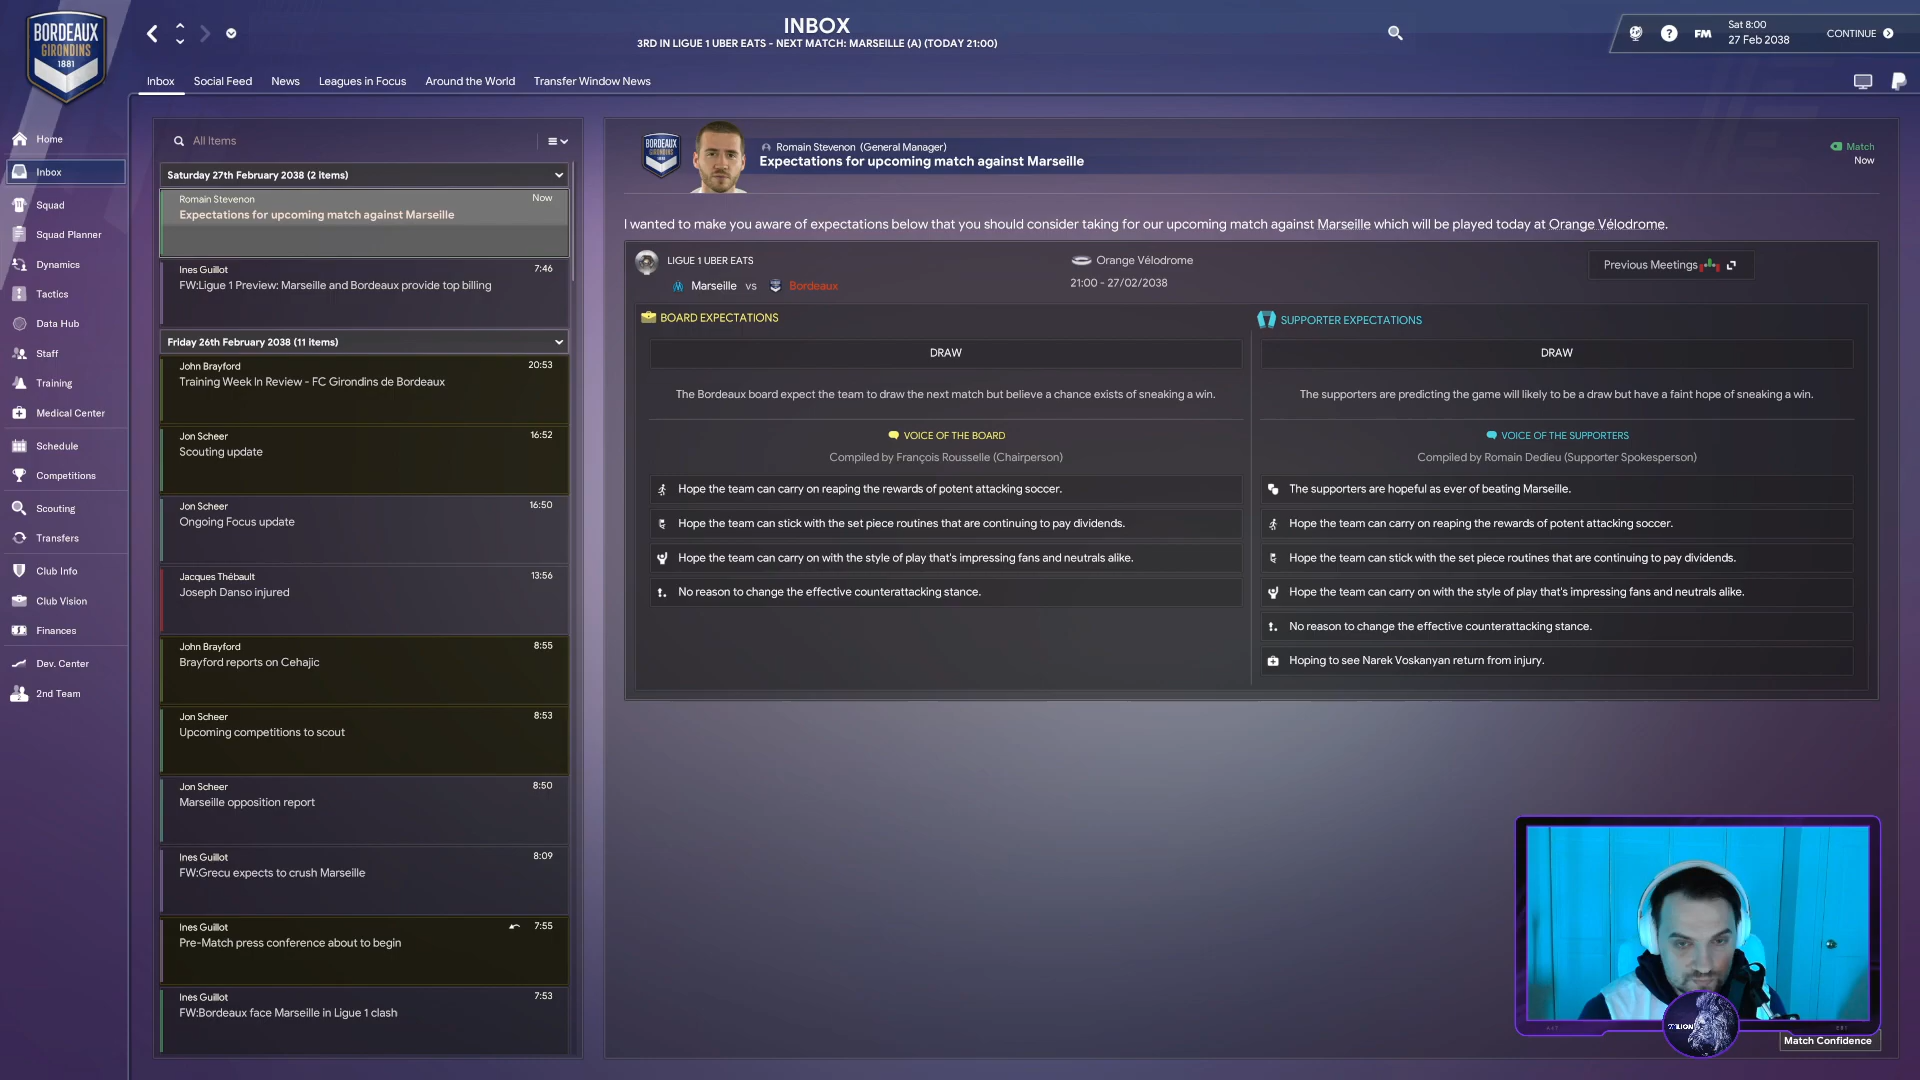 BORDEAUX
GIRONDINS
1881
INBOX
3RD IN LIGUE 1 UBER EATS - NEXT MATCH: MARSEILLE (A) (TODAY 21:00)
FM
Sat 8:00
27 Feb 2038
CONTINUE
Inbox
Social Feed
News
Leagues in Focus
Around the World
Transfer Window News
Home
Inbox
Squad
Squad Planner
Dynamics
Tactics
Data Hub
Staff
Training
Medical Center
Schedule
Competitions
Scouting
Transfers
Club Info
Club Vision
Finances
Dev. Center
2nd Team
All Items
Saturday 27th February 2038 (2 items)
Romain Stevenon
Now
Expectations for upcoming match against Marseille
Ines Guillot
7:46
FW:Ligue 1 Preview: Marseille and Bordeaux provide top billing
Friday 26th February 2038 (11 items)
John Brayford
20:53
Training Week In Review - FC Girondins de Bordeaux
Jon Scheer
16:52
Scouting update
Jon Scheer
16:50
Ongoing Focus update
Jacques Thébault
13:56
Joseph Danso injured
John Brayford
8:55
Brayford reports on Cehajic
Jon Scheer
8:53
Upcoming competitions to scout
Jon Scheer
8:50
Marseille opposition report
Ines Guillot
8:09
FW:Grecu expects to crush Marseille
Ines Guillot
7:55
Pre-Match press conference about to begin
Ines Guillot
7:53
FW:Bordeaux face Marseille in Ligue 1 clash
BORDEAUX
Romain Stevenon (General Manager)
Expectations for upcoming match against Marseille
Match
Now
I wanted to make you aware of expectations below that you should consider taking for our upcoming match against Marseille which will be played today at Orange Vélodrome.
LIGUE 1 UBER EATS
Marseille vs Bordeaux
Orange Vélodrome
21:00 - 27/02/2038
Previous Meetings
BOARD EXPECTATIONS
DRAW
The Bordeaux board expect the team to draw the next match but believe a chance exists of sneaking a win.
VOICE OF THE BOARD
Compiled by François Rousselle (Chairperson)
Hope the team can carry on reaping the rewards of potent attacking soccer.
Hope the team can stick with the set piece routines that are continuing to pay dividends.
Hope the team can carry on with the style of play that's impressing fans and neutrals alike.
No reason to change the effective counterattacking stance.
SUPPORTER EXPECTATIONS
DRAW
The supporters are predicting the game will likely to be a draw but have a faint hope of sneaking a win.
VOICE OF THE SUPPORTERS
Compiled by Romain Dedieu (Supporter Spokesperson)
The supporters are hopeful as ever of beating Marseille.
Hope the team can carry on reaping the rewards of potent attacking soccer.
Hope the team can stick with the set piece routines that are continuing to pay dividends.
Hope the team can carry on with the style of play that's impressing fans and neutrals alike.
No reason to change the effective counterattacking stance.
Hoping to see Narek Voskanyan return from injury.
Match Confidence